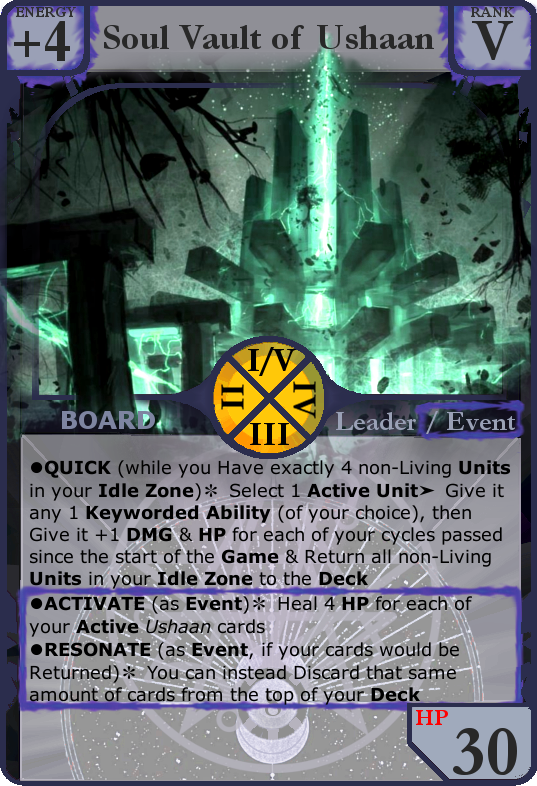 ENERGY
+4
Soul Vault of Ushaan
RANK
V
I/V
II
IV
III
BOARD
Leader / Event
●QUICK (while you Have exactly 4 non-Living Units
in your Idle Zone)✻ Select 1 Active Unit➤ Give it
any 1 Keyworded Ability (of your choice), then
Give it +1 DMG & HP for each of your cycles passed
since the start of the Game & Return all non-Living
Units in your Idle Zone to the Deck
●ACTIVATE (as Event)✻ Heal 4 HP for each of
your Active Ushaan cards
●RESONATE (as Event, if your cards would be
Returned)✻ You can instead Discard that same
amount of cards from the top of your Deck
HP
30